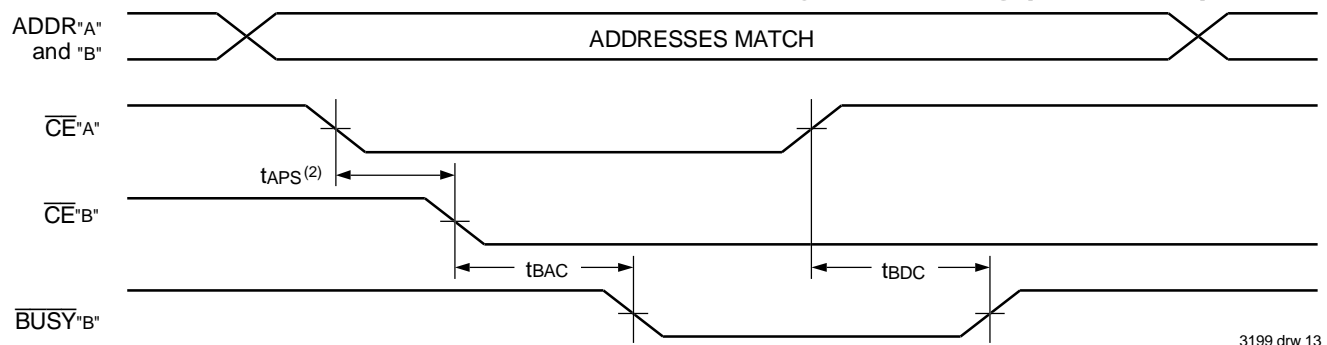 ADDR"A"
and "B"
ADDRESSES MATCH
CE"A"
tAPS(2)
CE"B"
tBAC
tBDC
BUSY"B"
3199 drw 13